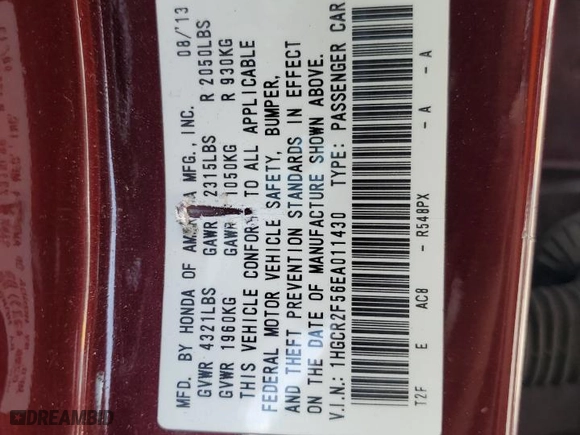 MFD. BY HONDA OF AM A MFG., INC. 08/'13
GVWR 4321LBS GAWR 2315LBS R 2050LBS
GVWR 1960KG GAWR 1050KG R 930KG
THIS VEHICLE CONFOR TO ALL APPLICABLE
FEDERAL MOTOR VEHICLE SAFETY, BUMPER,
AND THEFT PREVENTION STANDARDS IN EFFECT
ON THE DATE OF MANUFACTURE SHOWN ABOVE.
V.I.N.: 1HGCR2F56EA011430 TYPE: PASSENGER CAR
T2F E AC8 - R548PX - A - A
DREAMBID